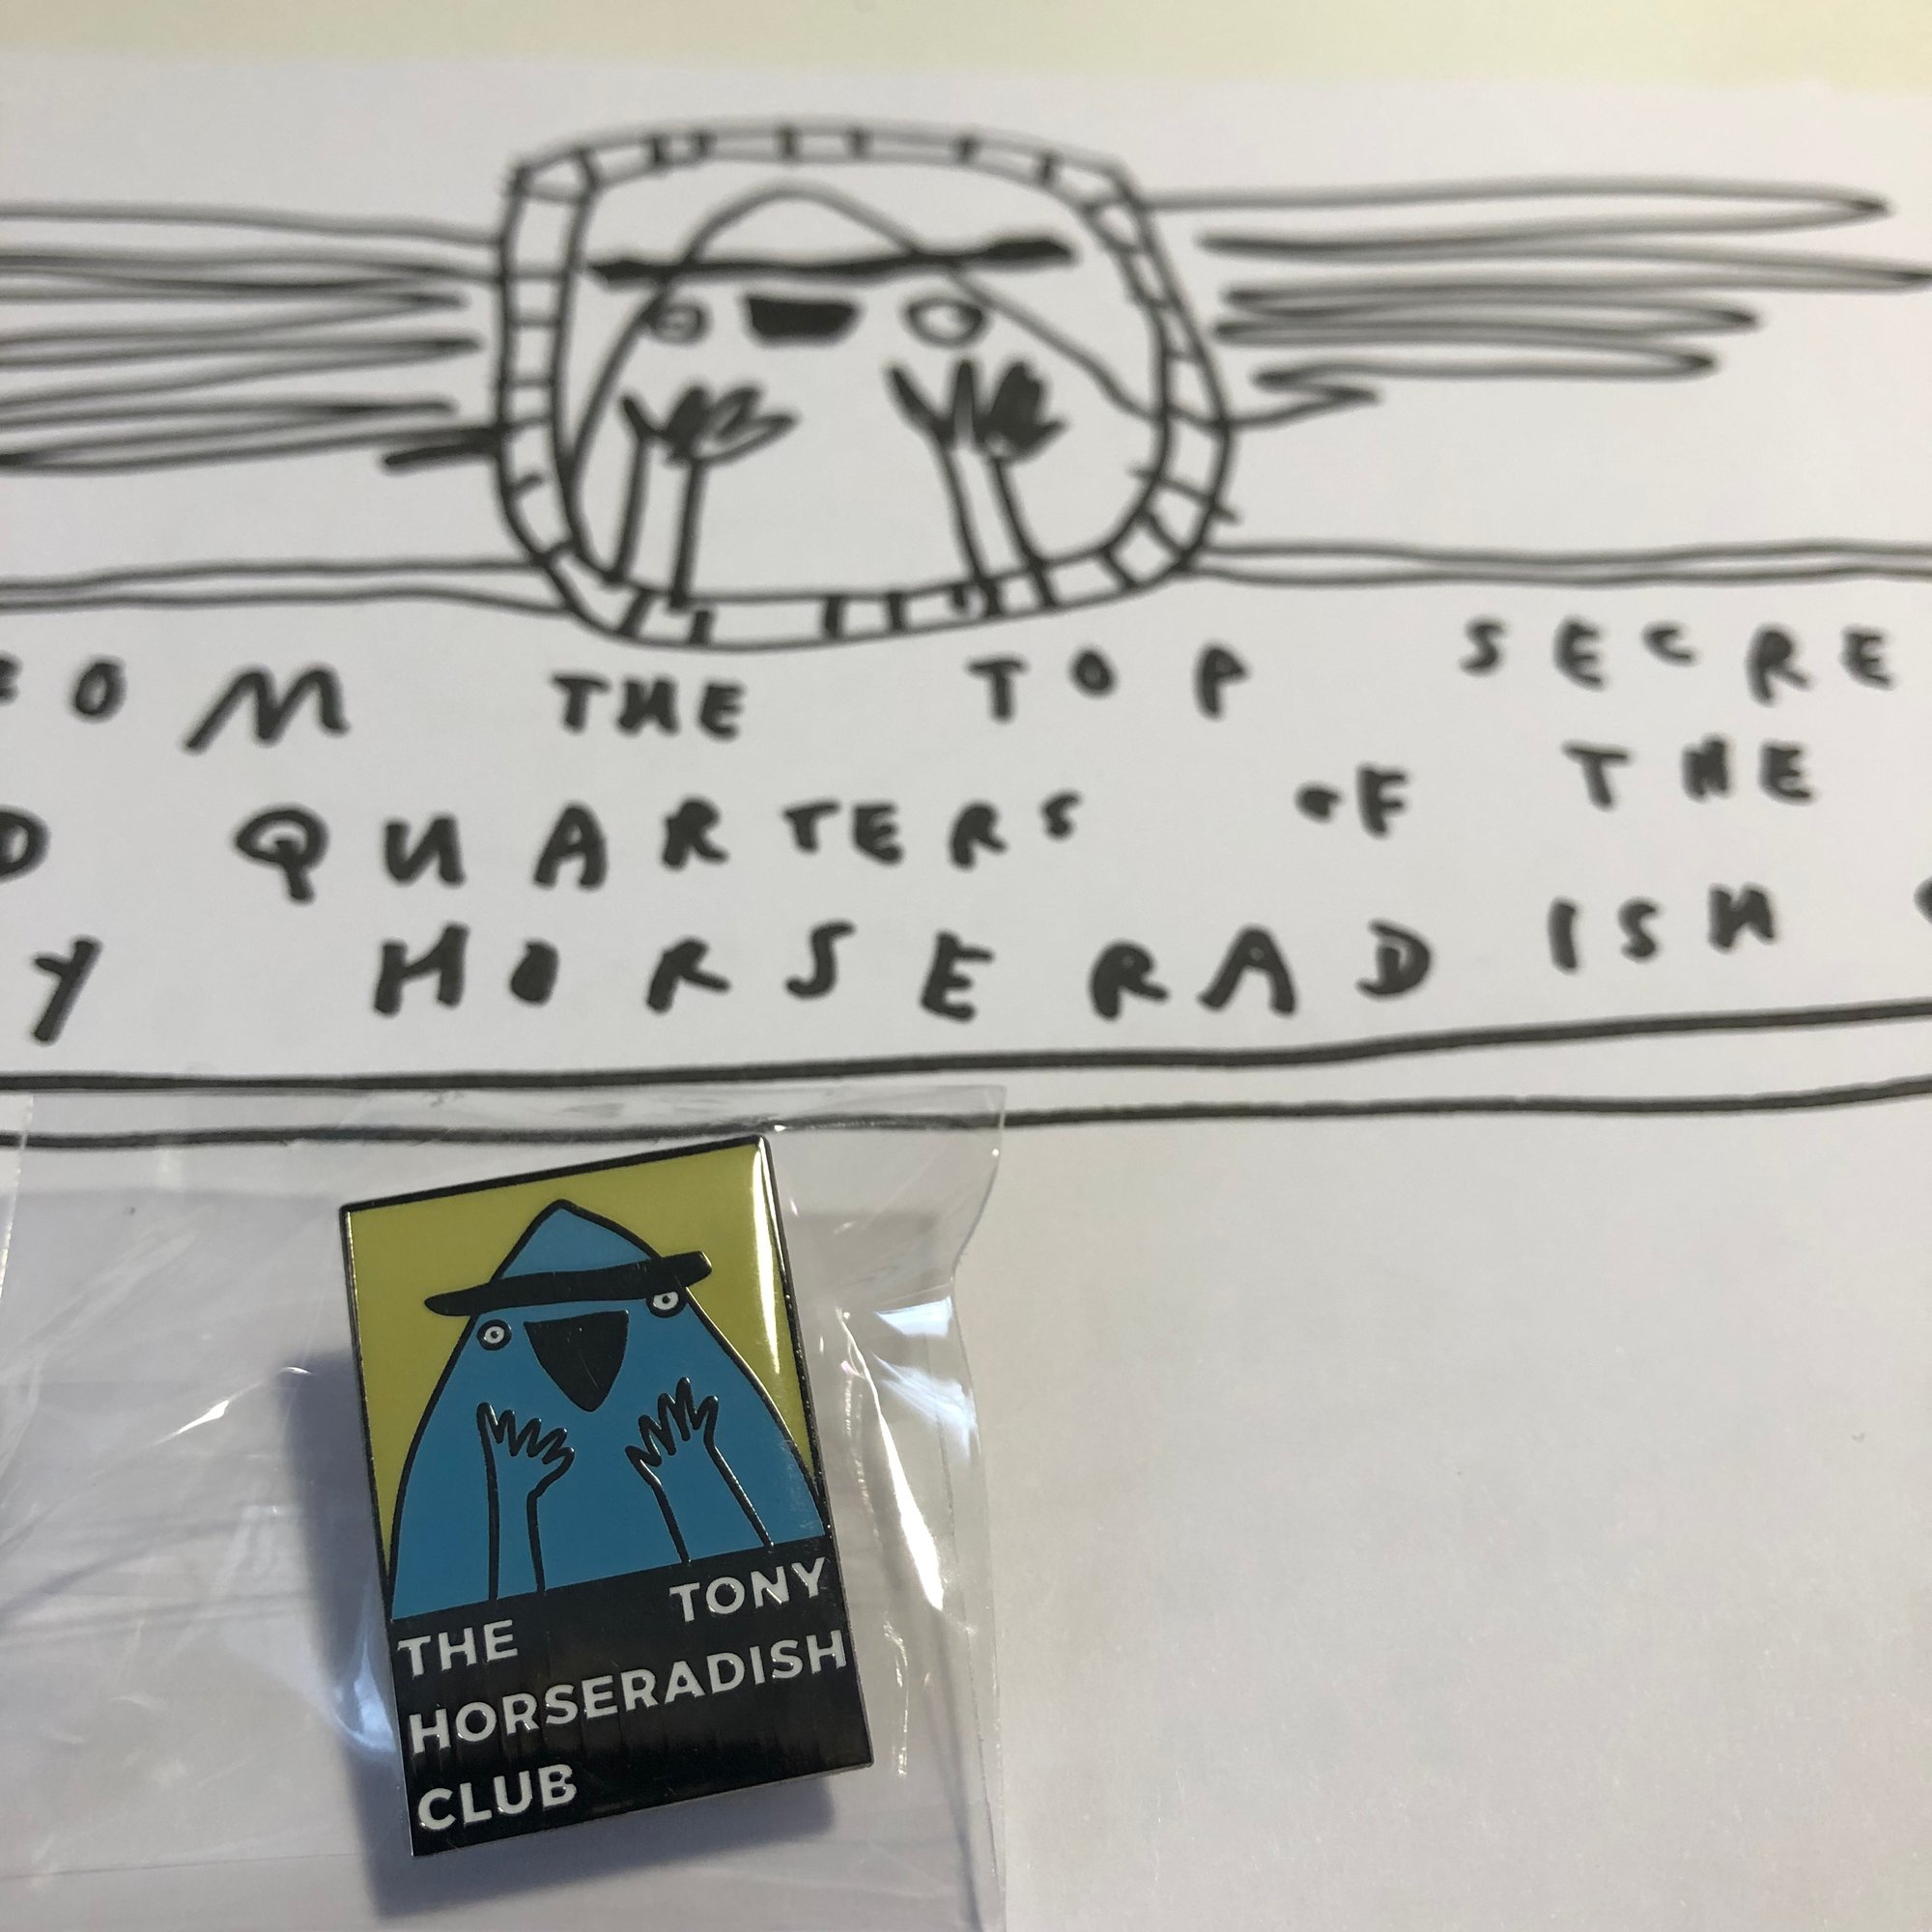 OM THE TOP SECRE
D QUARTERS OF THE
Y HORSERADISH
THE TONY
HORSERADISH
CLUB